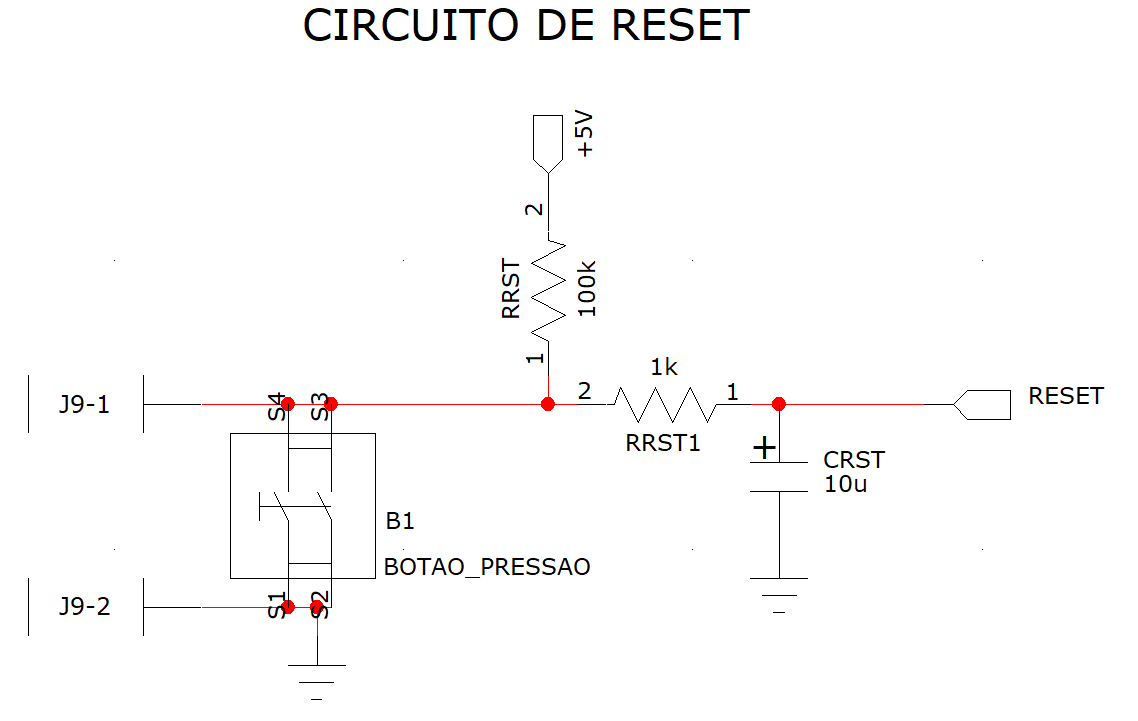 CIRCUITO DE RESET
+5V
2
RRST
100k
1
J9-1
S4
S3
2
1k
1
RRST1
RESET
+
CRST
10u
B1
BOTAO_PRESSAO
J9-2
S1
S2